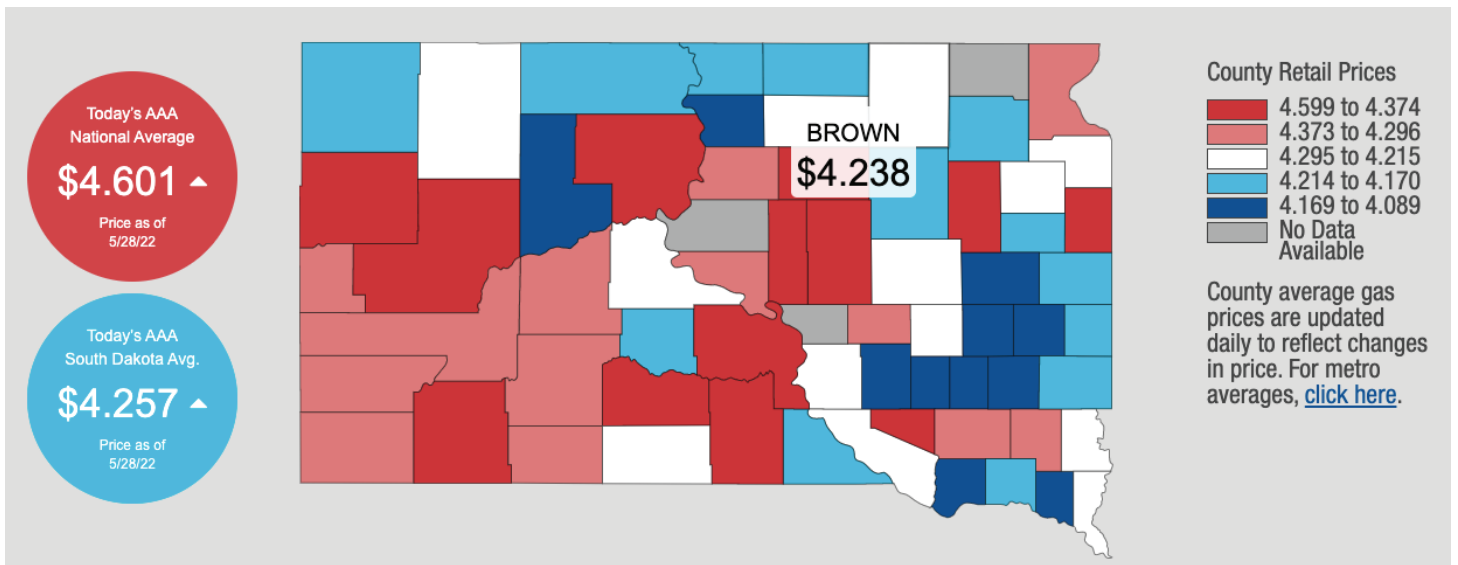 Today's AAA
National Average
$4.601
Price as of
5/28/22
Today's AAA
South Dakota Avg.
$4.257
Price as of
5/28/22
BROWN
$4.238
County Retail Prices
4.599 to 4.374
4.373 to 4.296
4.295 to 4.215
4.214 to 4.170
4.169 to 4.089
No Data
Available
County average gas
prices are updated
daily to reflect changes
in price. For metro
averages, click here.